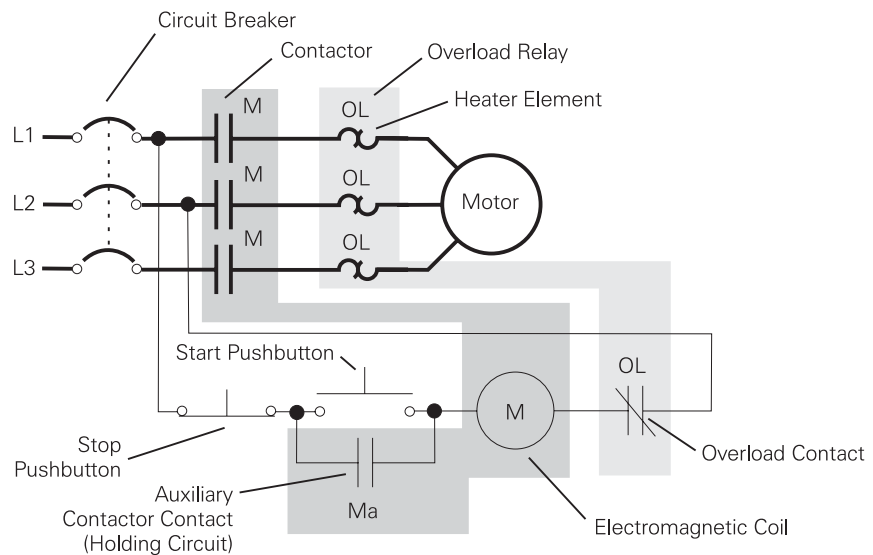 Circuit Breaker
Contactor
Overload Relay
Heater Element
M
OL
L1
M
OL
L2
Motor
M
OL
L3
Start Pushbutton
OL
M
Stop
Pushbutton
Overload Contact
Auxiliary
Contactor Contact
(Holding Circuit)
Ma
Electromagnetic Coil